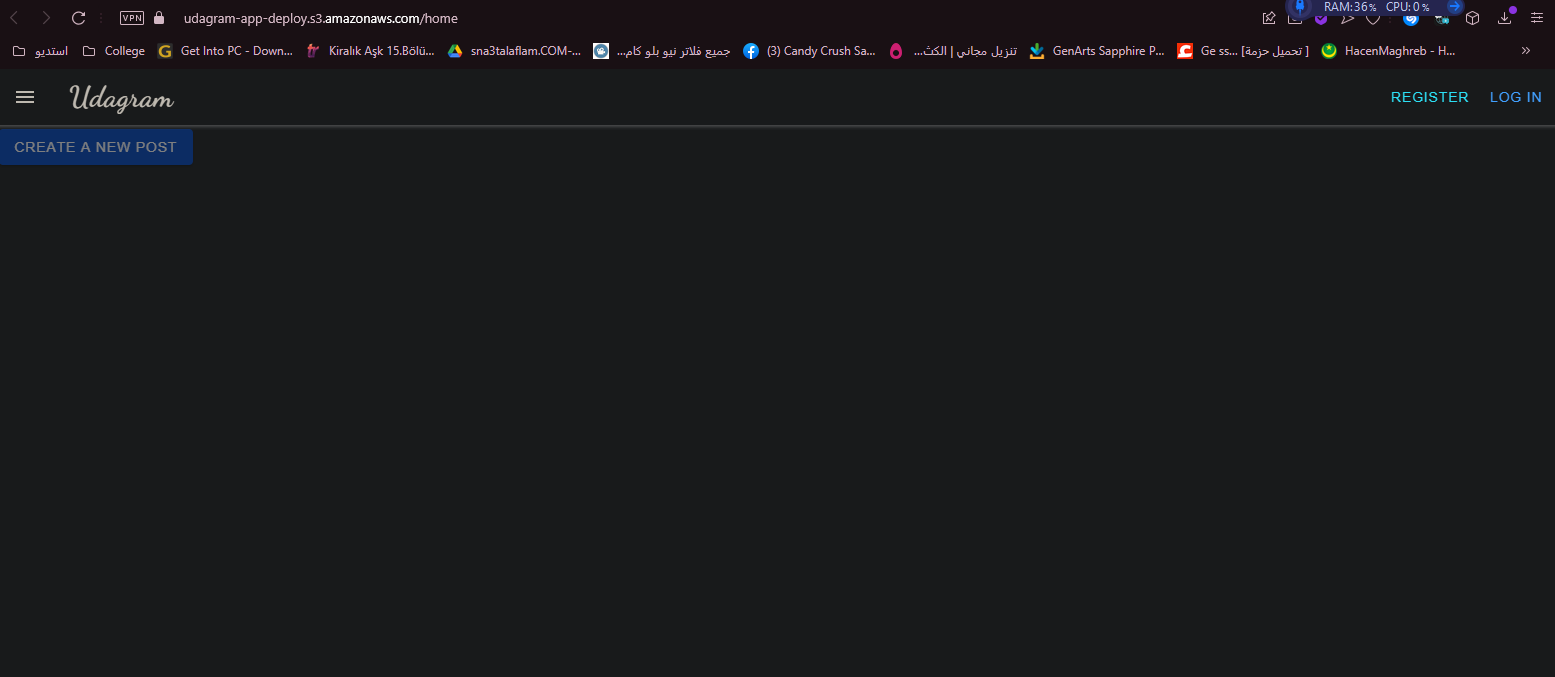 RAM:36% CPU:0%
VPN udagram-app-deploy.s3.amazonaws.com/home
استديو College Get Into PC - Down... Kiralık Aşk 15.Bölü... sna3talaflam.COM-... جميع فلاتر نيو بلو كام... (3) Candy Crush Sa... تنزيل مجاني | الكث... GenArts Sapphire P... Ge ss... [تحميل حزمة ] HacenMaghreb - H... »
Udagram REGISTER LOG IN
CREATE A NEW POST